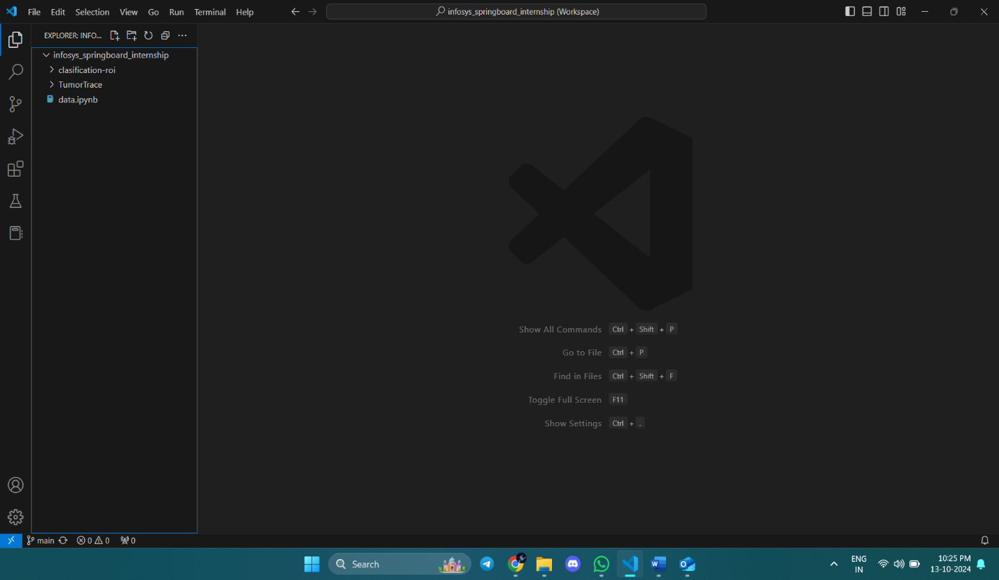 File Edit Selection View Go Run Terminal Help
infosys_springboard_internship (Workspace)
EXPLORER: INFO...
infosys_springboard_internship
clasification-roi
TumorTrace
data.ipynb
Show All Commands Ctrl + Shift + P
Go to File Ctrl + P
Find in Files Ctrl + Shift + F
Toggle Full Screen F11
Show Settings Ctrl + .
main 0 0 0
Search
ENG
IN
10:25 PM
13-10-2024